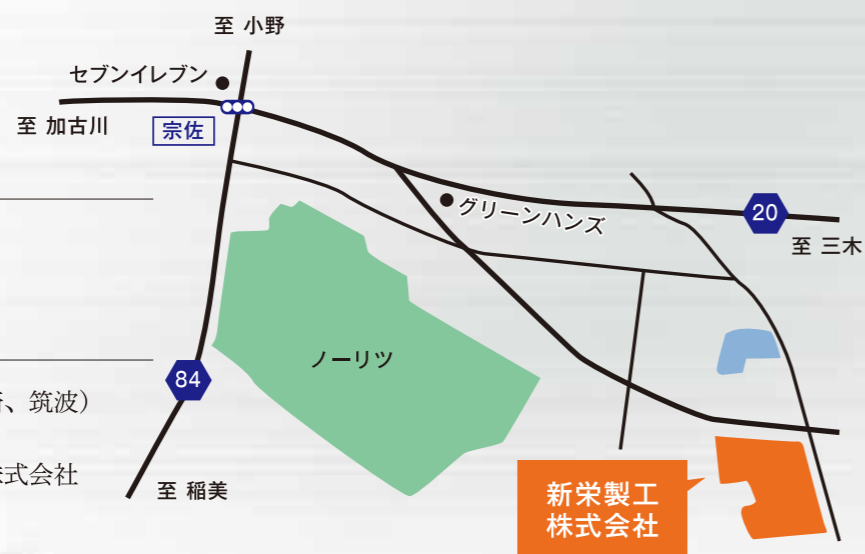 至 小野
セブンイレブン
至 加古川
宗佐
グリーンハンズ
20
至 三木
ノーリツ
84
、筑波）
式会社
至 稲美
新栄製工
株式会社